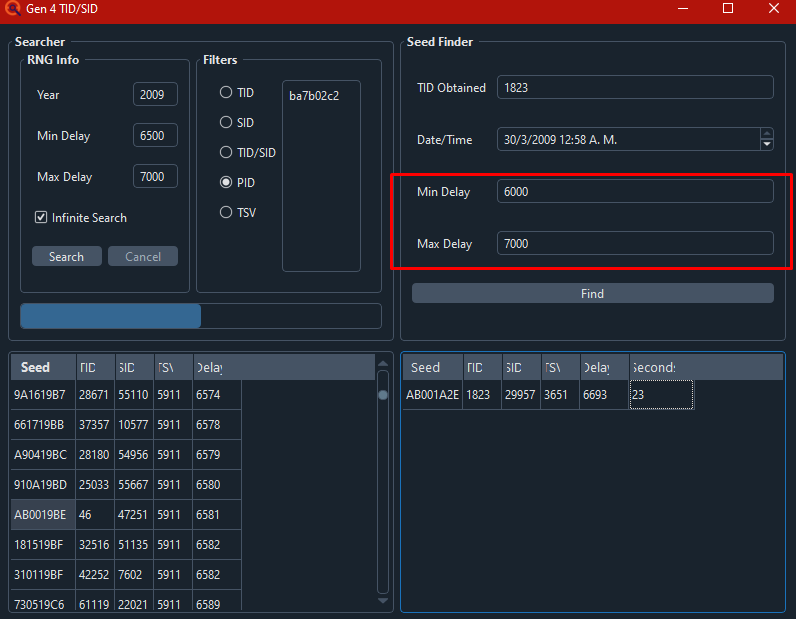 Gen 4 TID/SID
Searcher
RNG Info
Year 2009
Min Delay 6500
Max Delay 7000
Infinite Search
Search Cancel
Filters
TID
SID
TID/SID
PID
TSV
ba7b02c2
Seed TID SID TSV Delay
9A1619B7 28671 55110 5911 6574
661719BB 37357 10577 5911 6578
A90419BC 28180 54956 5911 6579
910A19BD 25033 55667 5911 6580
AB0019BE 46 47251 5911 6581
181519BF 32516 51135 5911 6582
310119BF 42252 7602 5911 6582
730519C6 61119 22021 5911 6589
Seed Finder
TID Obtained 1823
Date/Time 30/3/2009 12:58 A. M.
Min Delay 6000
Max Delay 7000
Find
Seed TID SID TSV Delay Seconds
AB001A2E 1823 29957 3651 6693 23